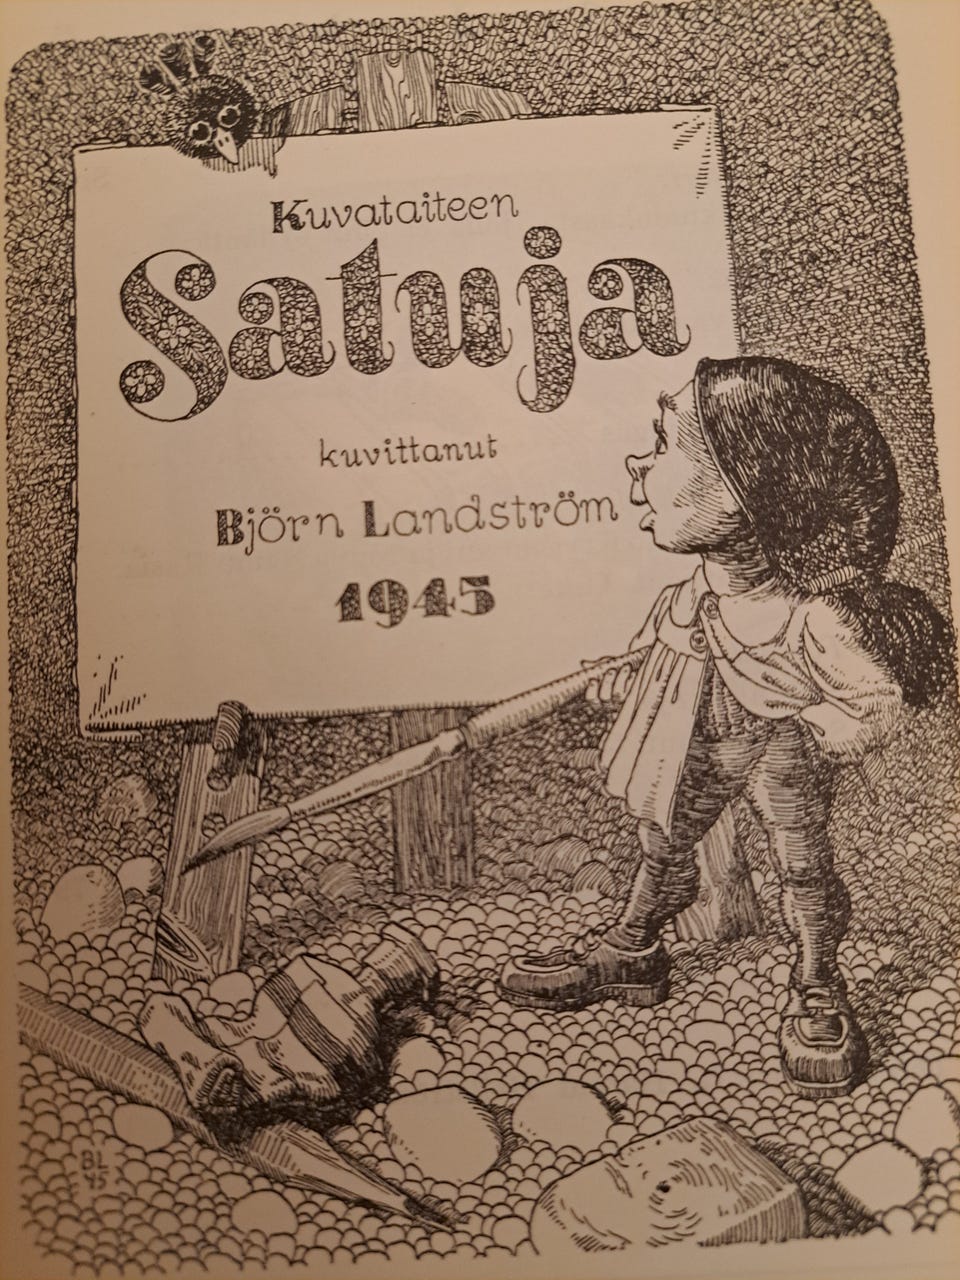 Kuvataiteen
Satuja
kuvittanut
Björn Landström
1945
BL
45